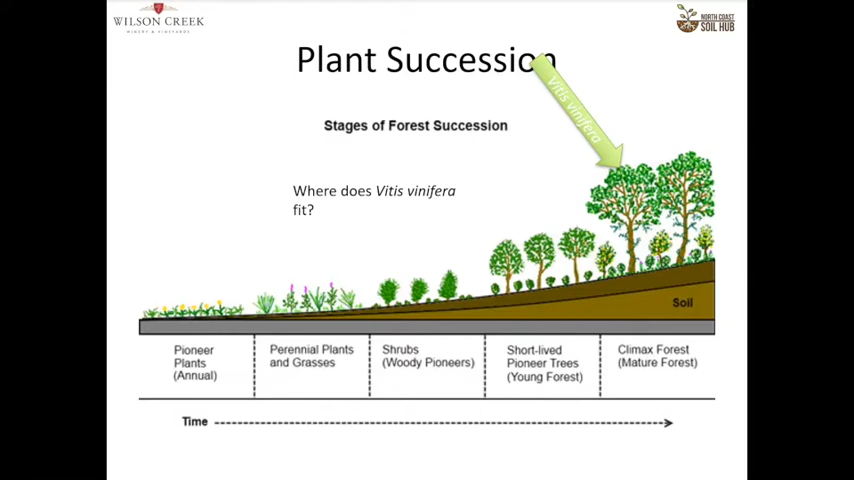 WILSON CREEK
WINERY & VINEYARDS
NORTH COAST
SOIL HUB
Plant Succession
Vitis vinifera
Stages of Forest Succession
Where does Vitis vinifera
fit?
Soil
Pioneer
Plants
(Annual)
Perennial Plants
and Grasses
Shrubs
(Woody Pioneers)
Short-lived
Pioneer Trees
(Young Forest)
Climax Forest
(Mature Forest)
Time